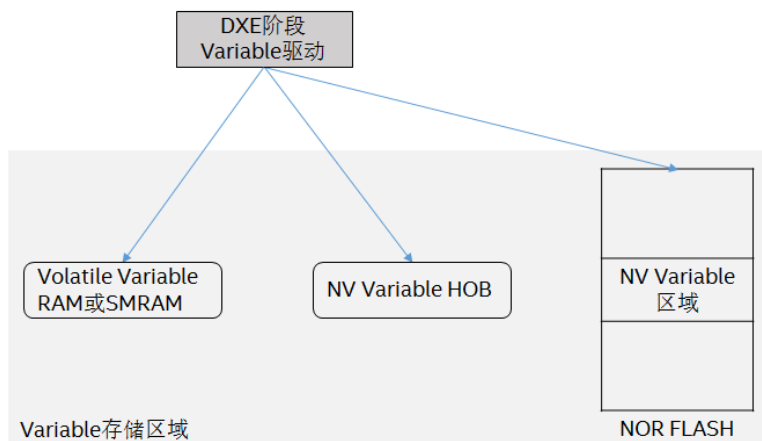 DXE阶段
Variable驱动
Volatile Variable
RAM或SMRAM
NV Variable HOB
NV Variable
区域
Variable存储区域
NOR FLASH